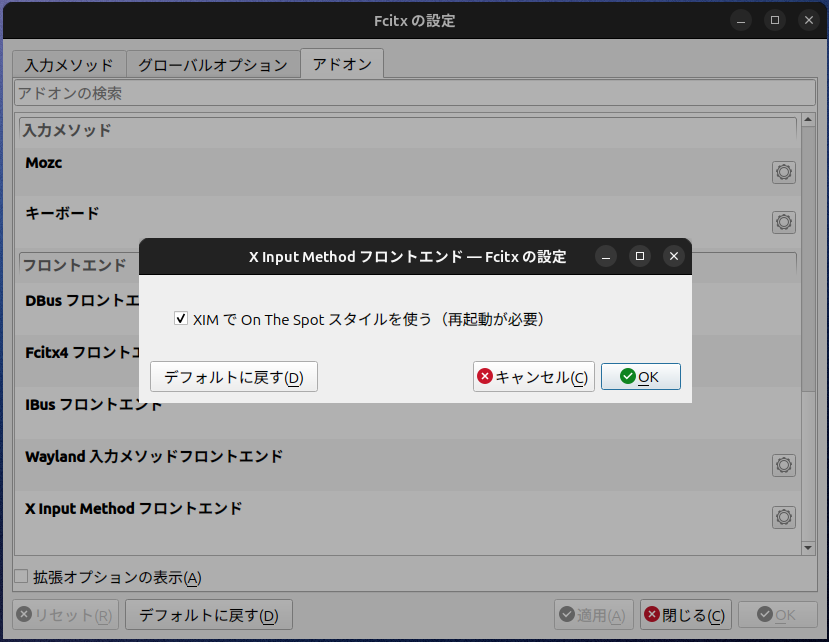 Fcitx の設定
入力メソッド グローバルオプション アドオン
アドオンの検索
入力メソッド
Mozc
キーボード
フロントエンド
X Input Method フロントエンド — Fcitx の設定
DBus フロントエ
XIM で On The Spot スタイルを使う（再起動が必要）
Fcitx4 フロントエ
デフォルトに戻す(D) キャンセル(C) OK
IBus フロントエンド
Wayland 入力メソッドフロントエンド
X Input Method フロントエンド
拡張オプションの表示(A)
リセット(R) デフォルトに戻す(D) 適用(A) 閉じる(C) OK